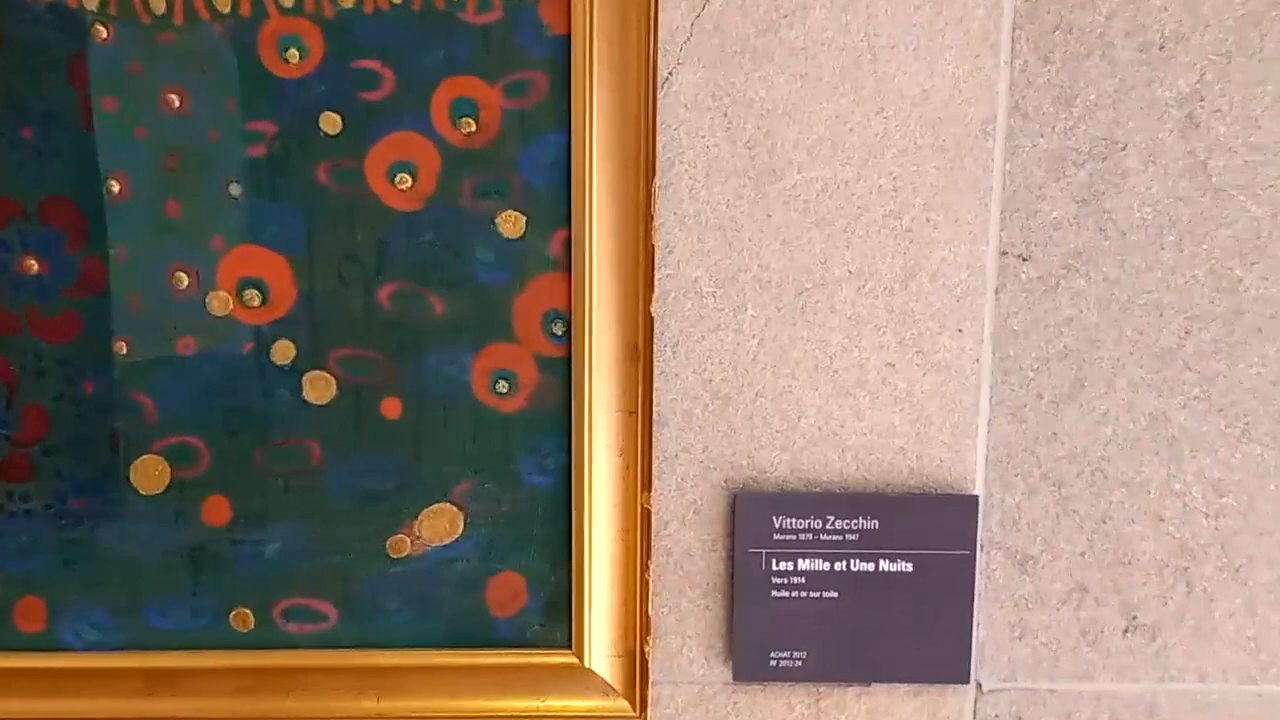 Vittorio Zecchin
Murano 1878 – Murano 1947
Les Mille et Une Nuits
Vers 1914
Huile et or sur toile
ACHAT 2012
RF 2012-24